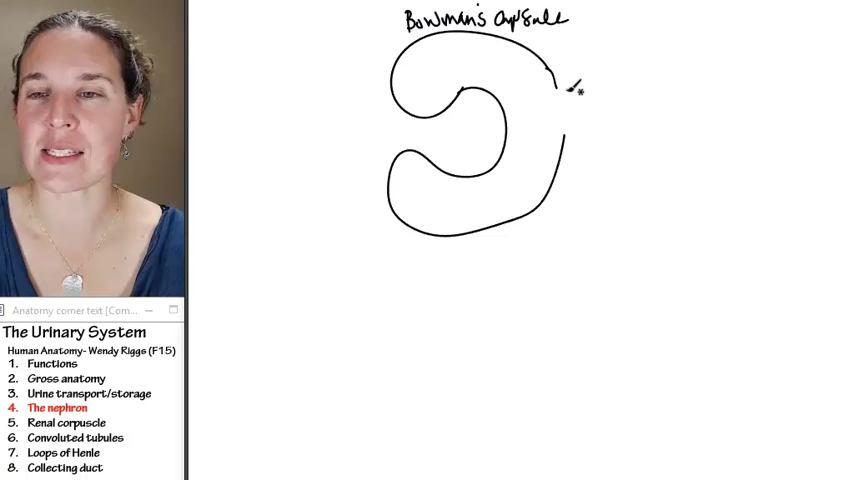 Bowman's Capsule
Anatomy corner text [Com...
The Urinary System
Human Anatomy- Wendy Riggs (F15)
1. Functions
2. Gross anatomy
3. Urine transport/storage
4. The nephron
5. Renal corpuscle
6. Convoluted tubules
7. Loops of Henle
8. Collecting duct